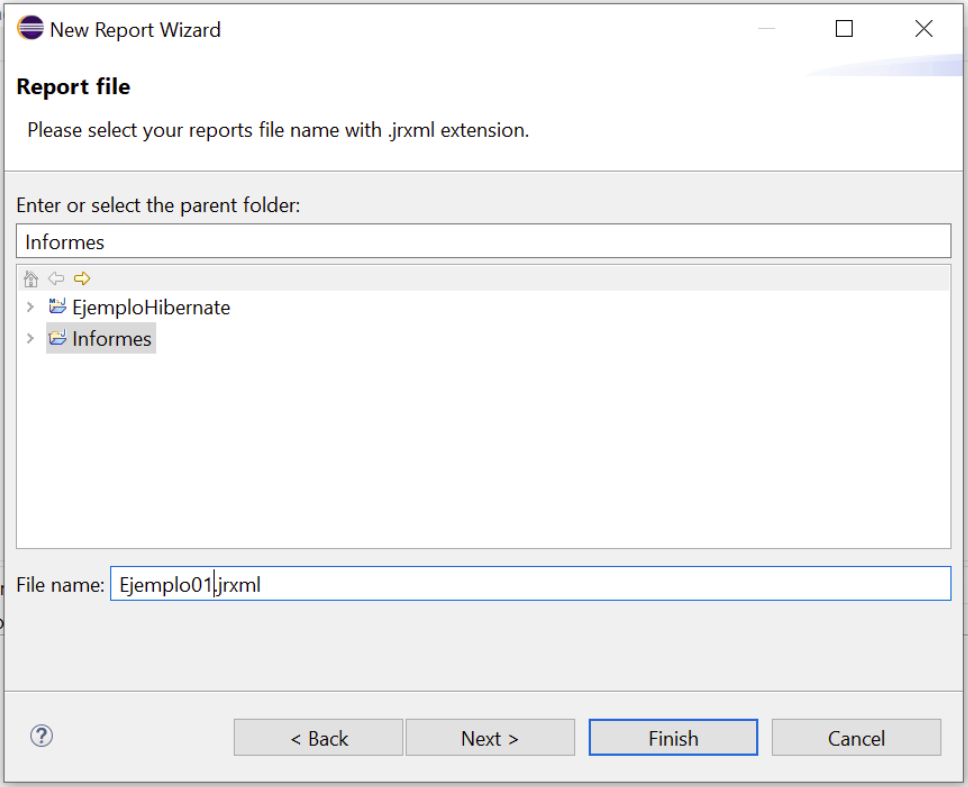 New Report Wizard
Report file
Please select your reports file name with .jrxml extension.
Enter or select the parent folder:
Informes
EjemploHibernate
Informes
File name: Ejemplo01.jrxml
< Back Next > Finish Cancel